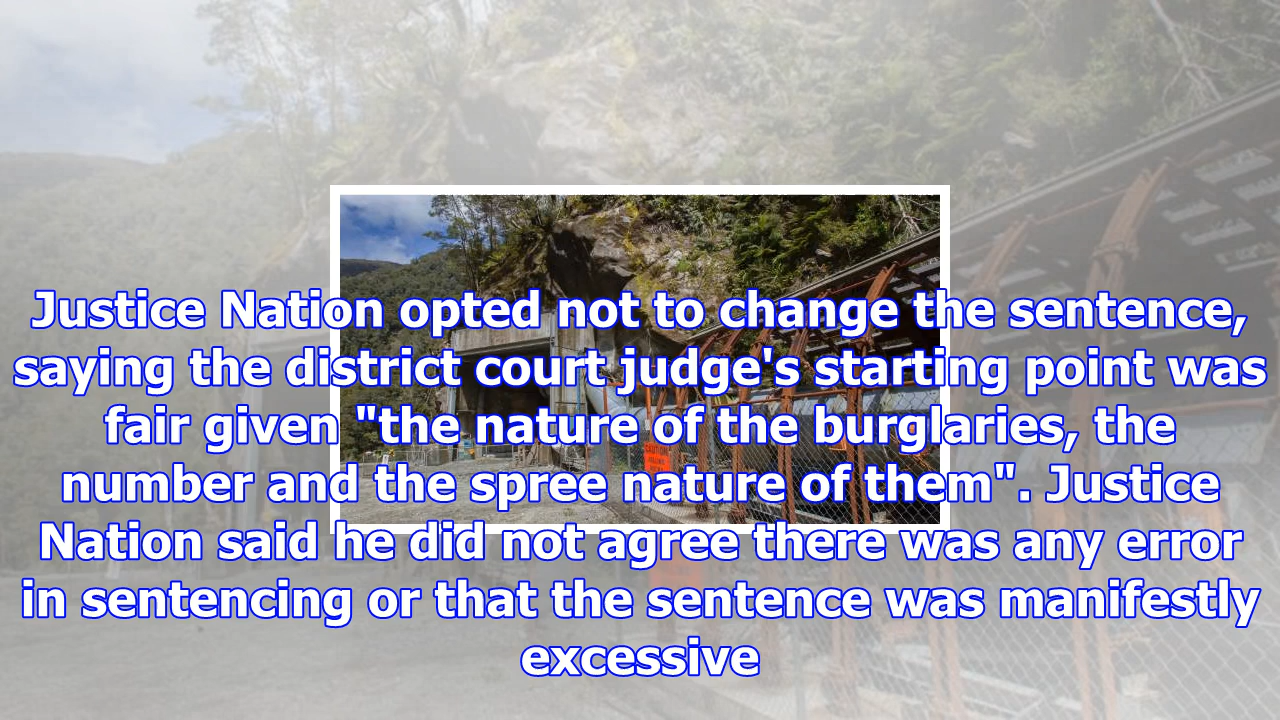 Justice Nation opted not to change the sentence,
saying the district court judge's starting point was
fair given "the nature of the burglaries, the
number and the spree nature of them". Justice
Nation said he did not agree there was any error
in sentencing or that the sentence was manifestly
excessive
CAUTION